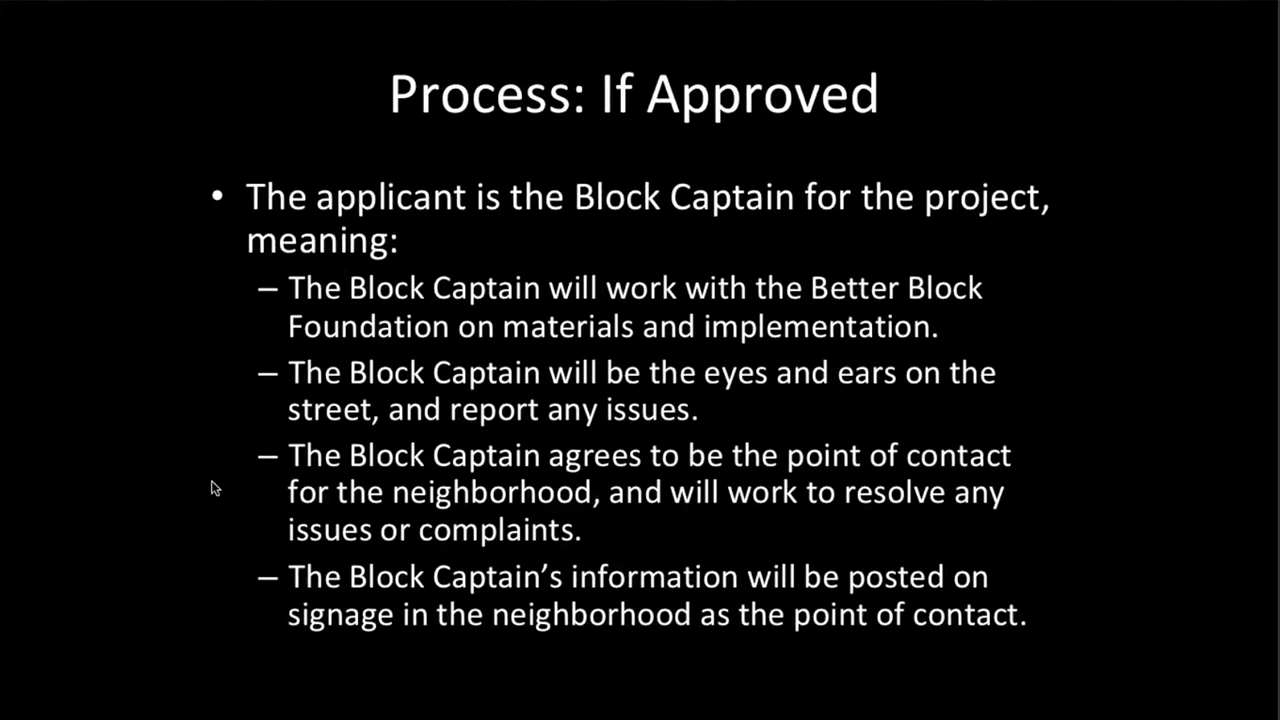 Process: If Approved
• The applicant is the Block Captain for the project,
meaning:
– The Block Captain will work with the Better Block
Foundation on materials and implementation.
– The Block Captain will be the eyes and ears on the
street, and report any issues.
– The Block Captain agrees to be the point of contact
for the neighborhood, and will work to resolve any
issues or complaints.
– The Block Captain’s information will be posted on
signage in the neighborhood as the point of contact.